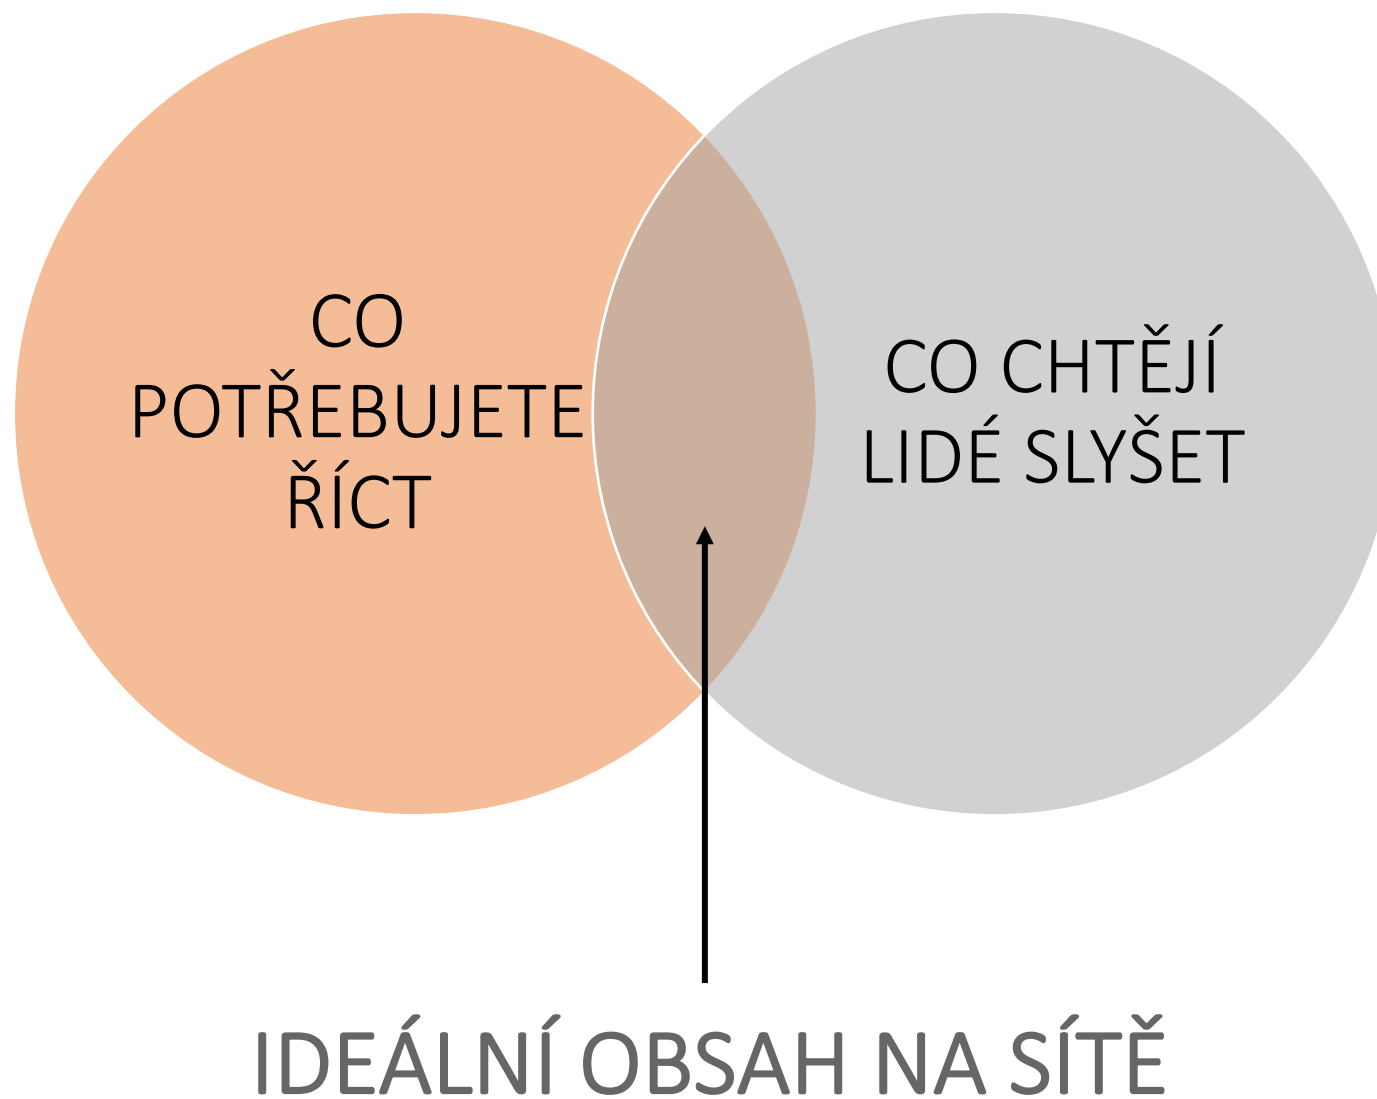 CO
POTŘEBUJETE
ŘÍCT
CO CHTĚJÍ
LIDÉ SLYŠET
IDEÁLNÍ OBSAH NA SÍTĚ